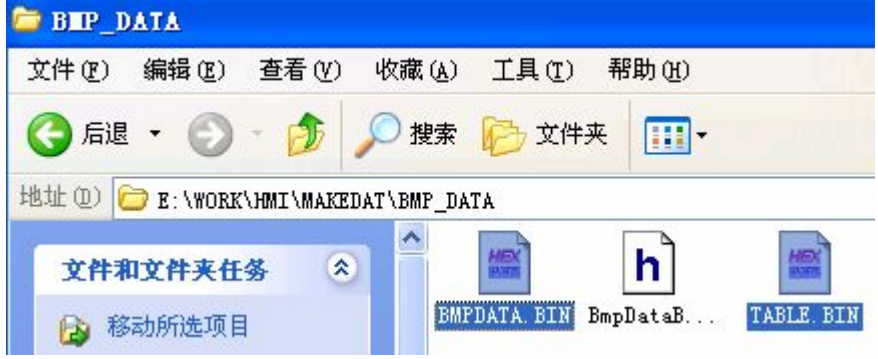 BMP_DATA
文件(F) 编辑(E) 查看(V) 收藏(A) 工具(T) 帮助(H)
后退 搜索 文件夹
地址(D) E:\WORK\HMI\MAKEDAT\BMP_DATA
文件和文件夹任务
移动所选项目
HEX
h
HEX
BMPDATA.BIN BmpDataB... TABLE.BIN